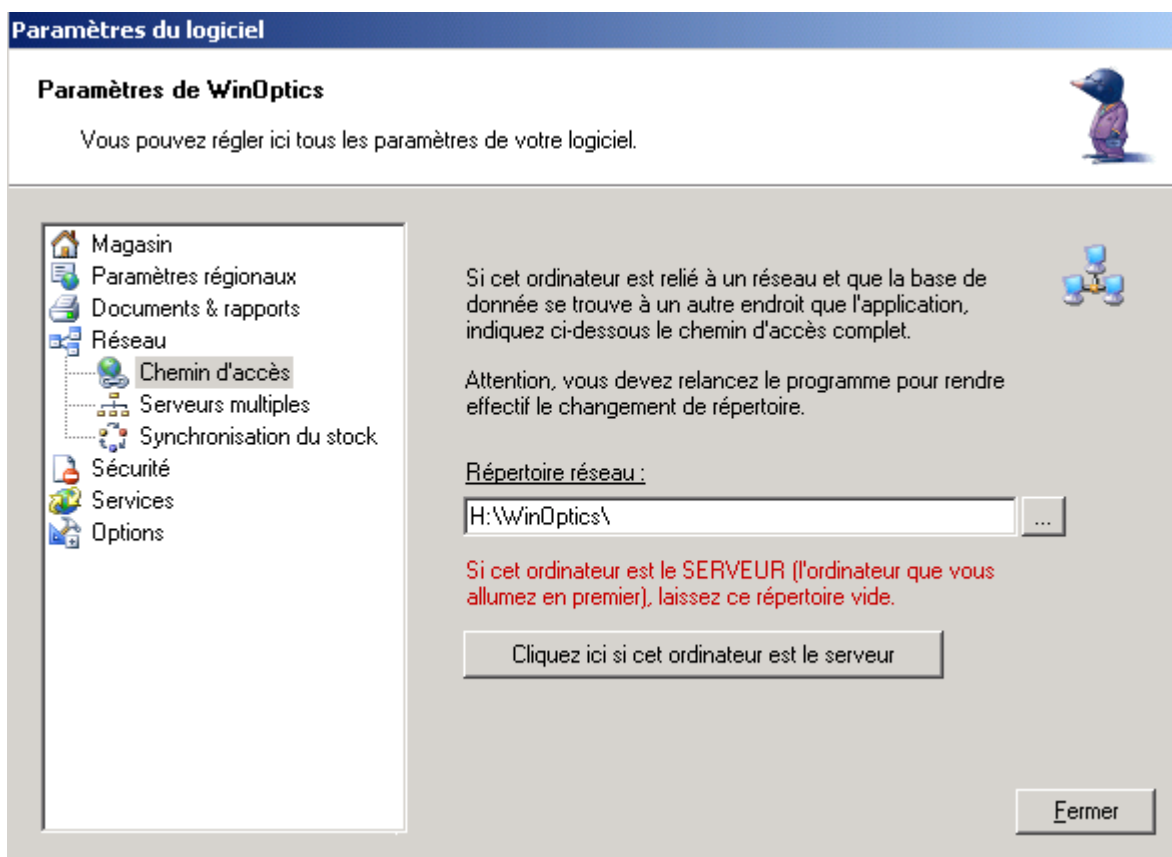 Paramètres du logiciel
Paramètres de WinOptics
Vous pouvez régler ici tous les paramètres de votre logiciel.
Magasin
Paramètres régionaux
Documents & rapports
Réseau
Chemin d'accès
Serveurs multiples
Synchronisation du stock
Sécurité
Services
Options
Si cet ordinateur est relié à un réseau et que la base de
donnée se trouve à un autre endroit que l'application,
indiquez ci-dessous le chemin d'accès complet.
Attention, vous devez relancez le programme pour rendre
effectif le changement de répertoire.
Répertoire réseau :
H:\WinOptics\
...
Si cet ordinateur est le SERVEUR (l'ordinateur que vous
allumez en premier), laissez ce répertoire vide.
Cliquez ici si cet ordinateur est le serveur
Fermer